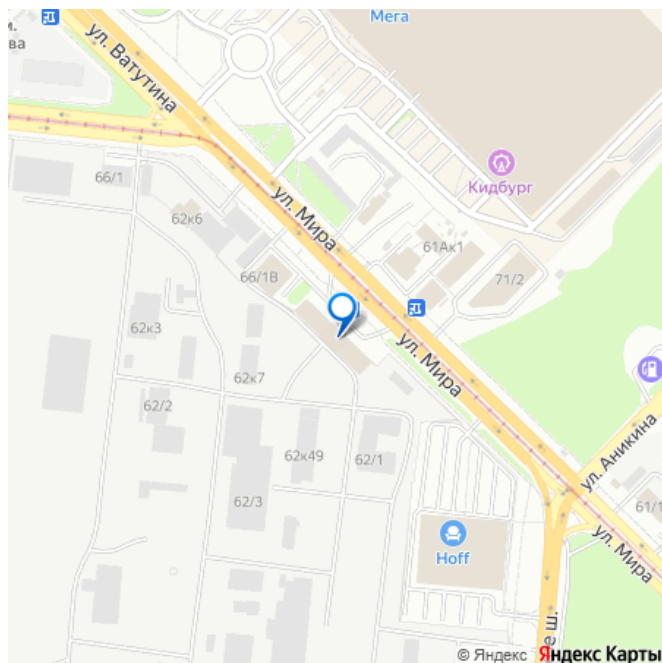 Мега
м.
ва
ул. Ватутина
Кидбург
66/1
ул. Мира
62к6
61Ак1
66/1В
71/2
62к3
ул. Мира
62к7
62/2
ул. Аникина
62к49
62/1
62/3
61/1
Hoff
ул. Мира
е ш.
© Яндекс Яндекс Карты